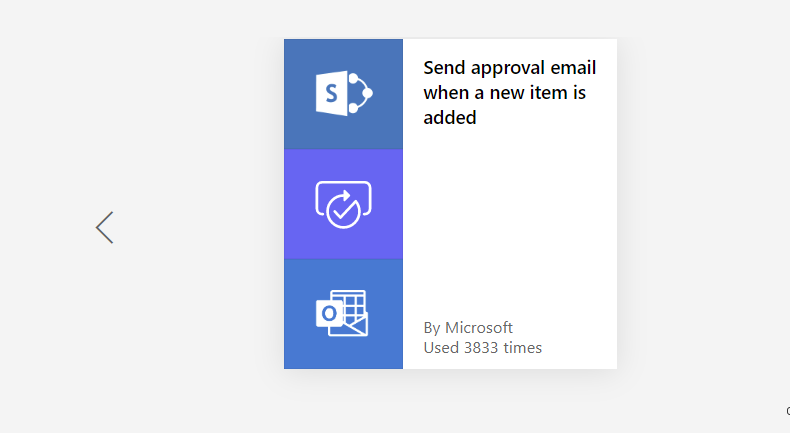 Send approval email
when a new item is
added
S
O
By Microsoft
Used 3833 times